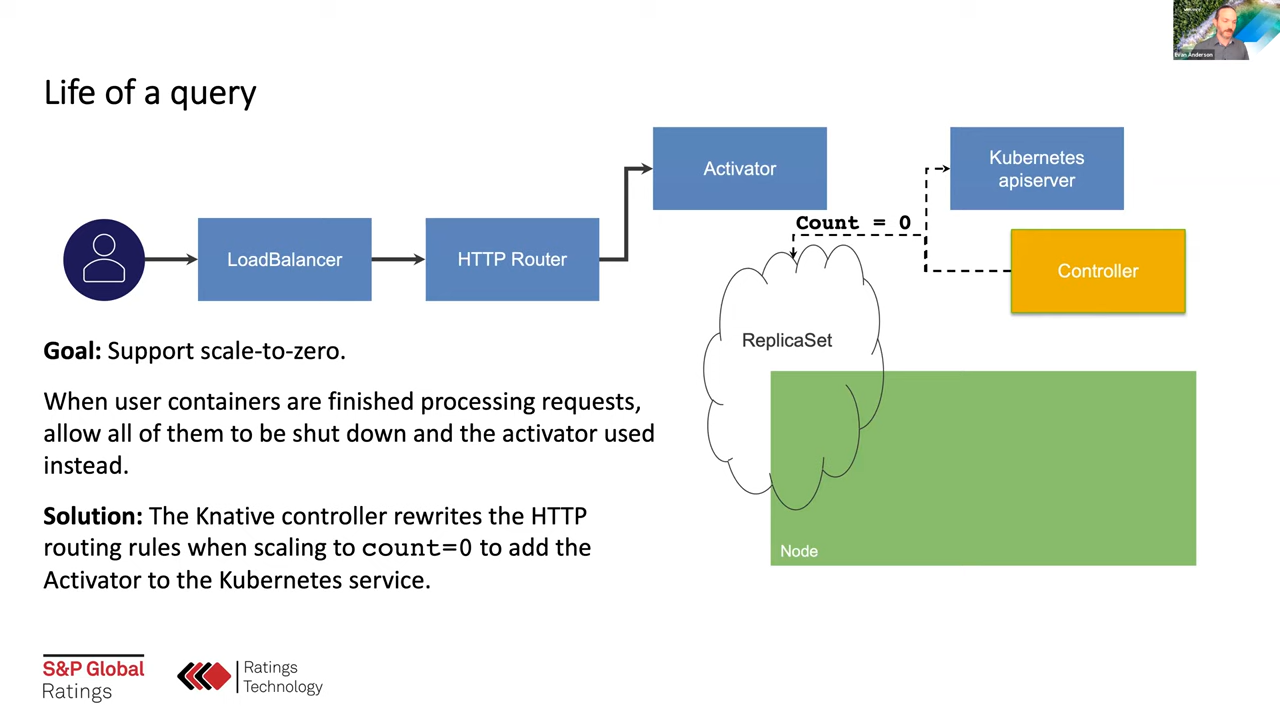 Evan Anderson
Life of a query
Activator
Kubernetes
apiserver
Count = 0
LoadBalancer
HTTP Router
Controller
ReplicaSet
Goal: Support scale-to-zero.
When user containers are finished processing requests,
allow all of them to be shut down and the activator used
instead.
Solution: The Knative controller rewrites the HTTP
routing rules when scaling to count=0 to add the
Activator to the Kubernetes service.
Node
S&P Global
Ratings
Ratings
Technology